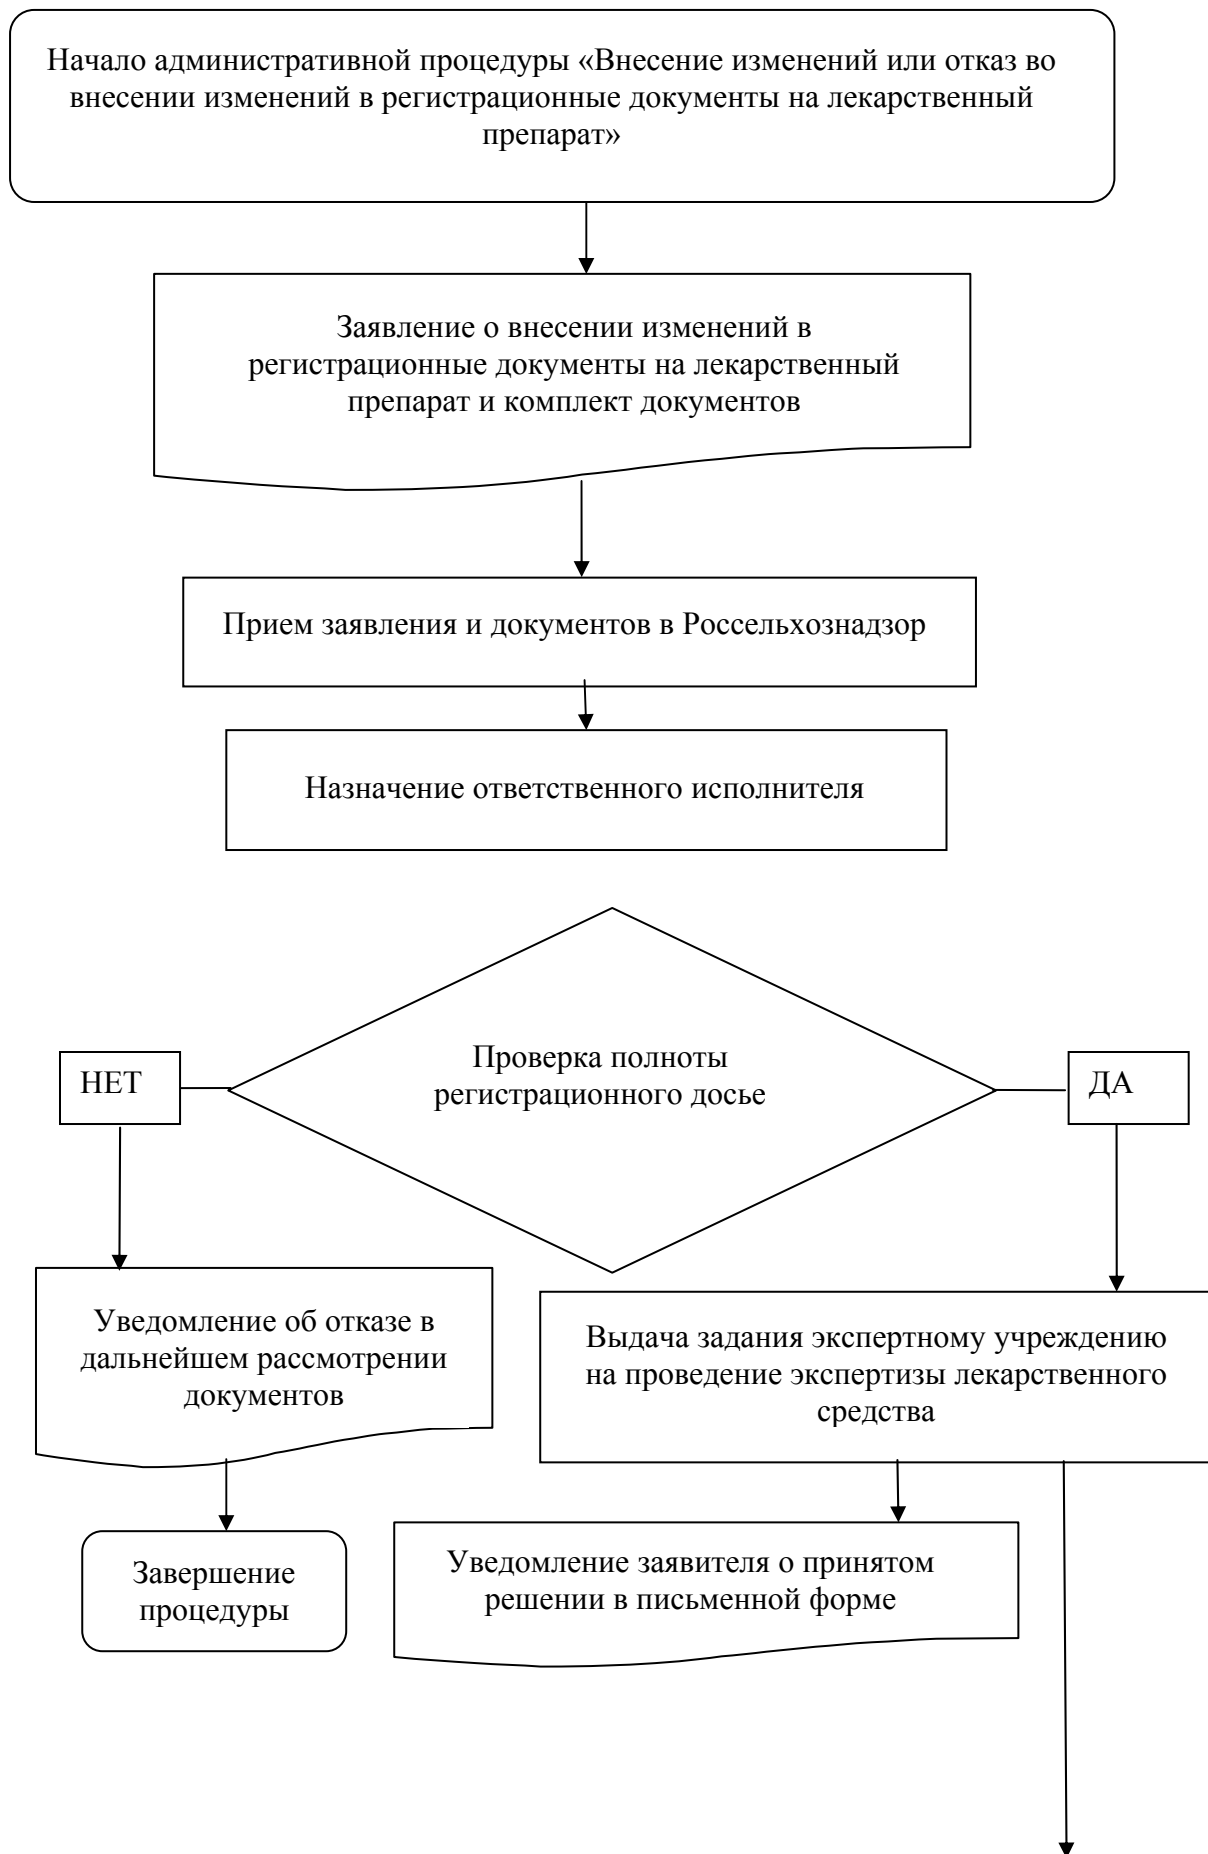 Начало административной процедуры «Внесение изменений или отказ во
внесении изменений в регистрационные документы на лекарственный
препарат»
Заявление о внесении изменений в
регистрационные документы на лекарственный
препарат и комплект документов
Прием заявления и документов в Россельхознадзор
Назначение ответственного исполнителя
Проверка полноты
регистрационного досье
НЕТ
ДА
Уведомление об отказе в
дальнейшем рассмотрении
документов
Выдача задания экспертному учреждению
на проведение экспертизы лекарственного
средства
Завершение
процедуры
Уведомление заявителя о принятом
решении в письменной форме